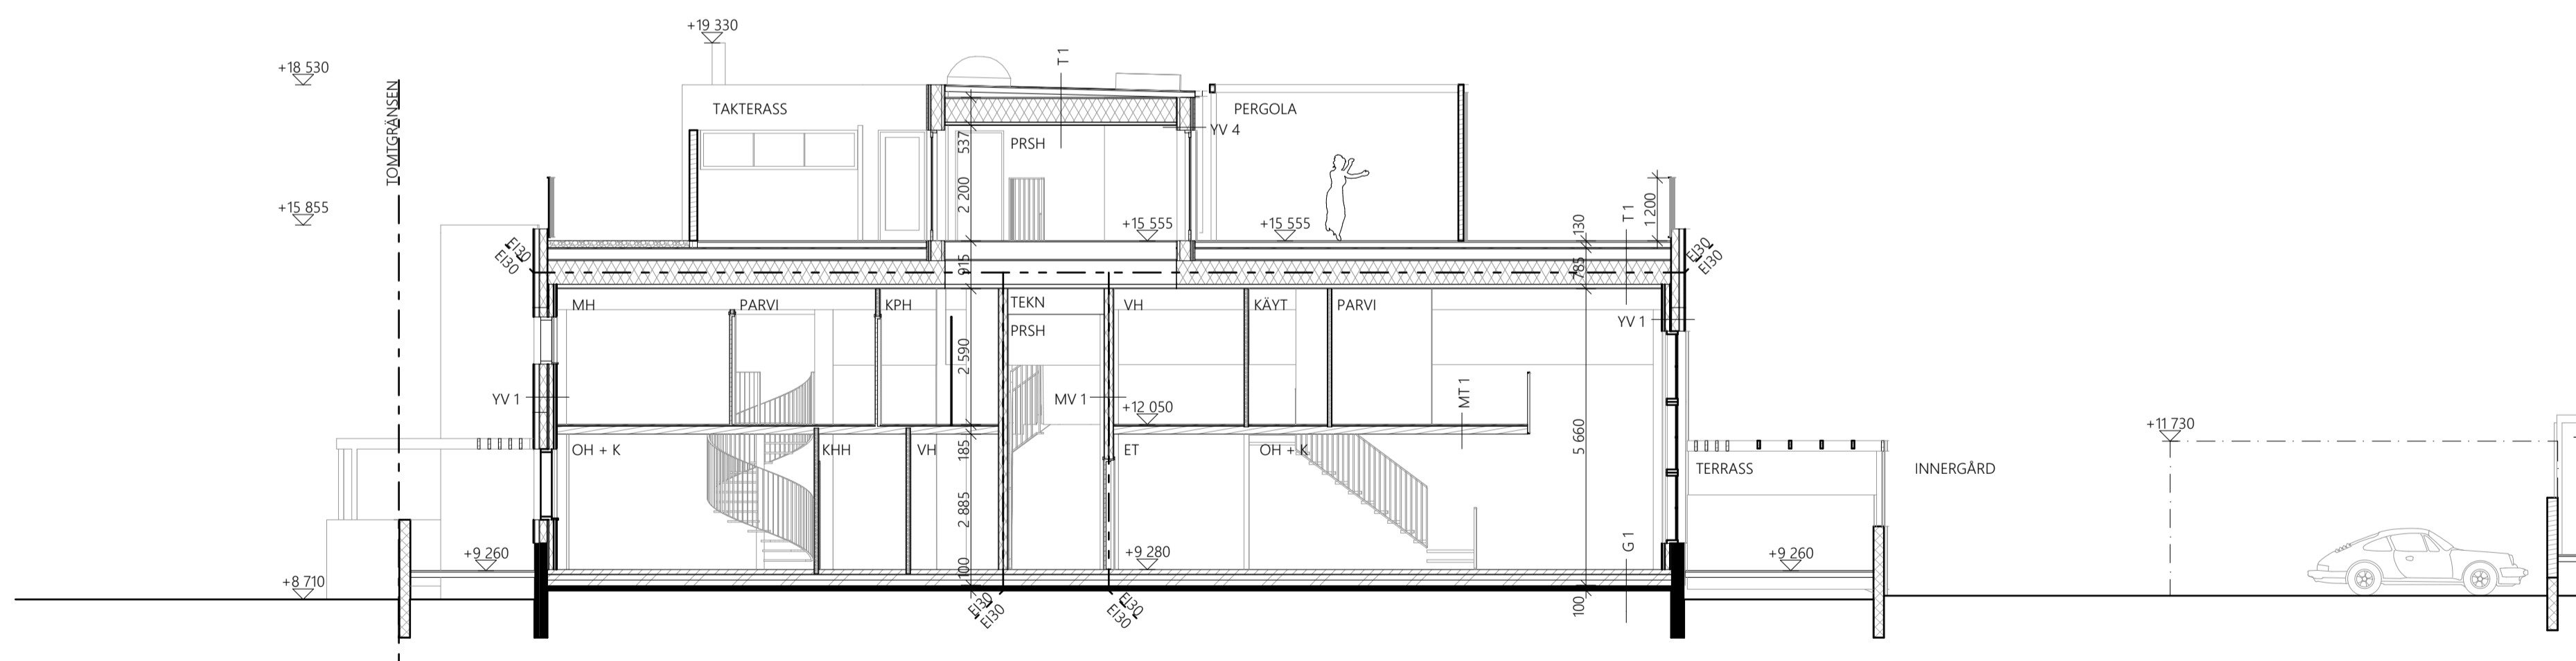 +19 330
+18 530
T 1
TOMTGRÄNSEN
TAKTERASS
PERGOLA
YV 4
537
PRSH
2 200
+15 855
+15 555
+15 555
130
T 1
1 200
EI30
EI30
EI30
EI30
915
785
MH
PARVI
KPH
TEKN
VH
KÄYT
PARVI
PRSH
YV 1
2 590
YV 1
MV 1
+12 050
MT 1
+11 730
OH + K
KHH
VH
185
ET
OH + K
5 660
TERRASS
INNERGÅRD
2 885
+9 260
+9 280
G 1
+9 260
+8 710
100
EI30
EI30
EI30
EI30
100